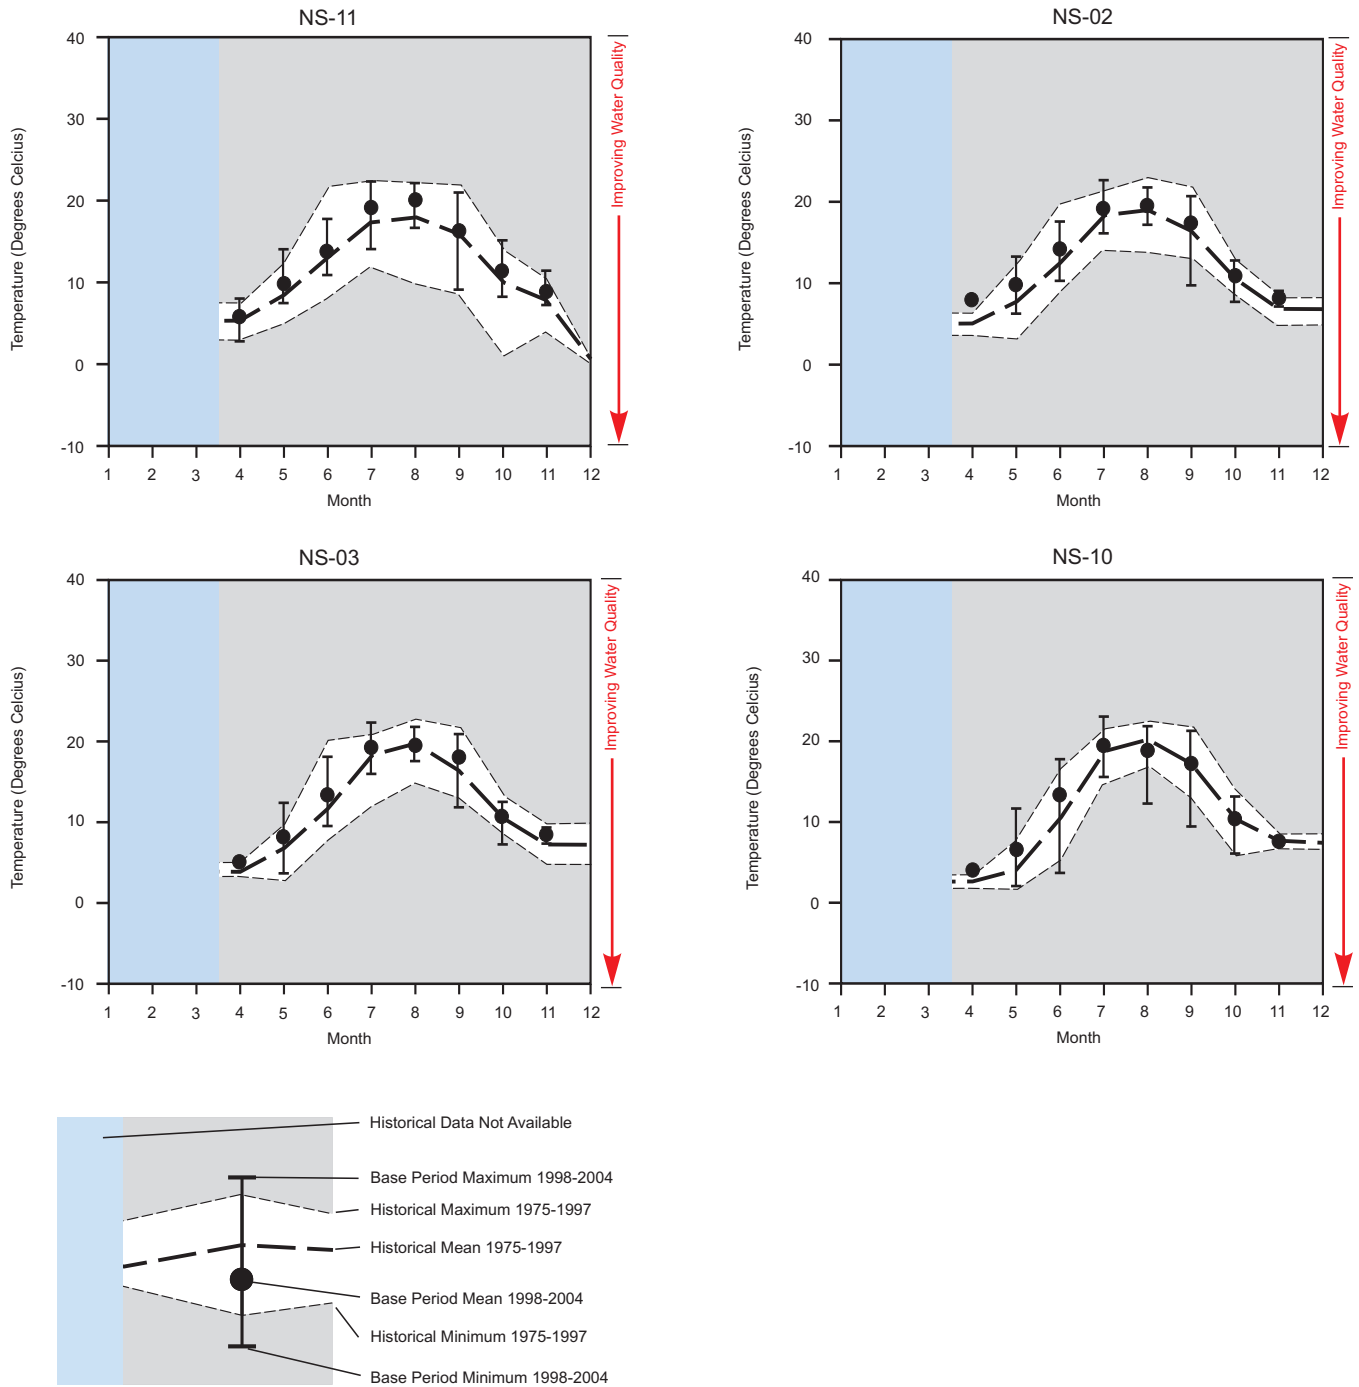 NS-11
40
30
20
10
0
-10
1 2 3 4 5 6 7 8 9 10 11 12
Month
Temperature (Degrees Celcius)
Improving Water Quality
NS-02
40
30
20
10
0
-10
1 2 3 4 5 6 7 8 9 10 11 12
Month
Temperature (Degrees Celcius)
Improving Water Quality
NS-03
40
30
20
10
0
-10
1 2 3 4 5 6 7 8 9 10 11 12
Month
Temperature (Degrees Celcius)
Improving Water Quality
NS-10
40
30
20
10
0
-10
1 2 3 4 5 6 7 8 9 10 11 12
Month
Temperature (Degrees Celcius)
Improving Water Quality
Historical Data Not Available
Base Period Maximum 1998-2004
Historical Maximum 1975-1997
Historical Mean 1975-1997
Base Period Mean 1998-2004
Historical Minimum 1975-1997
Base Period Minimum 1998-2004